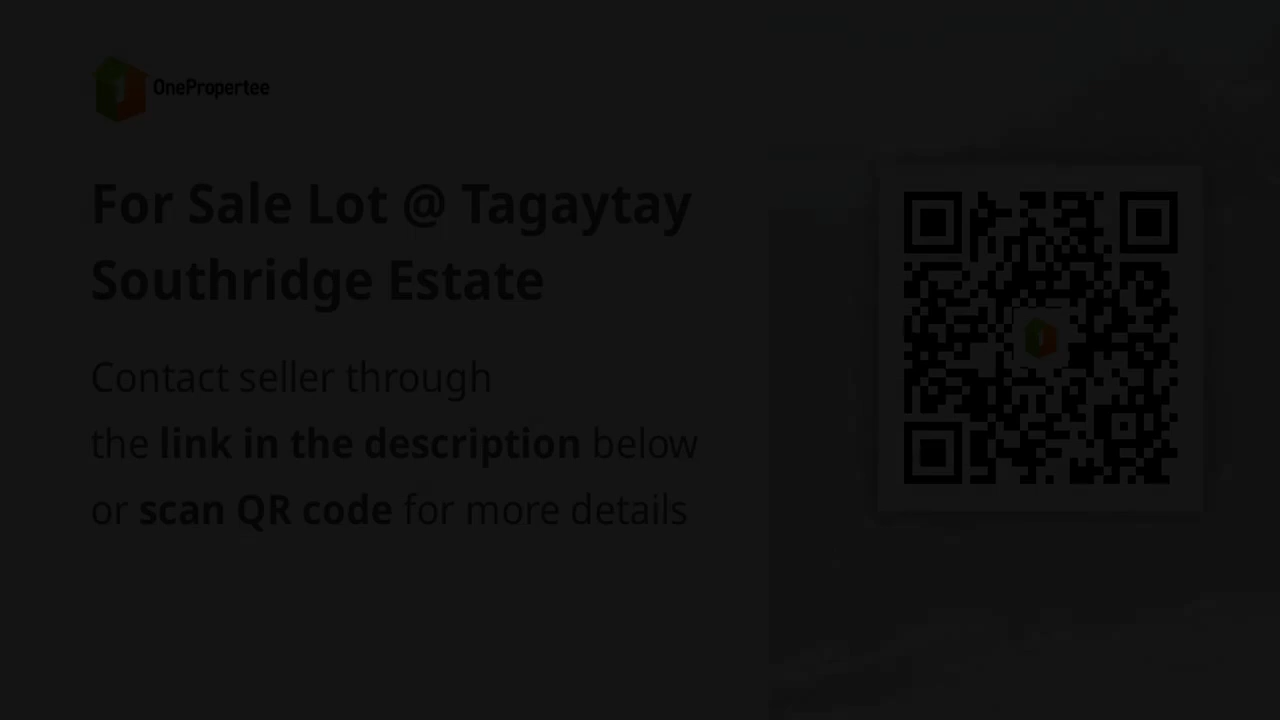 OnePropertee
For Sale Lot @ Tagaytay
Southridge Estate
Contact seller through
the link in the description below
or scan QR code for more details